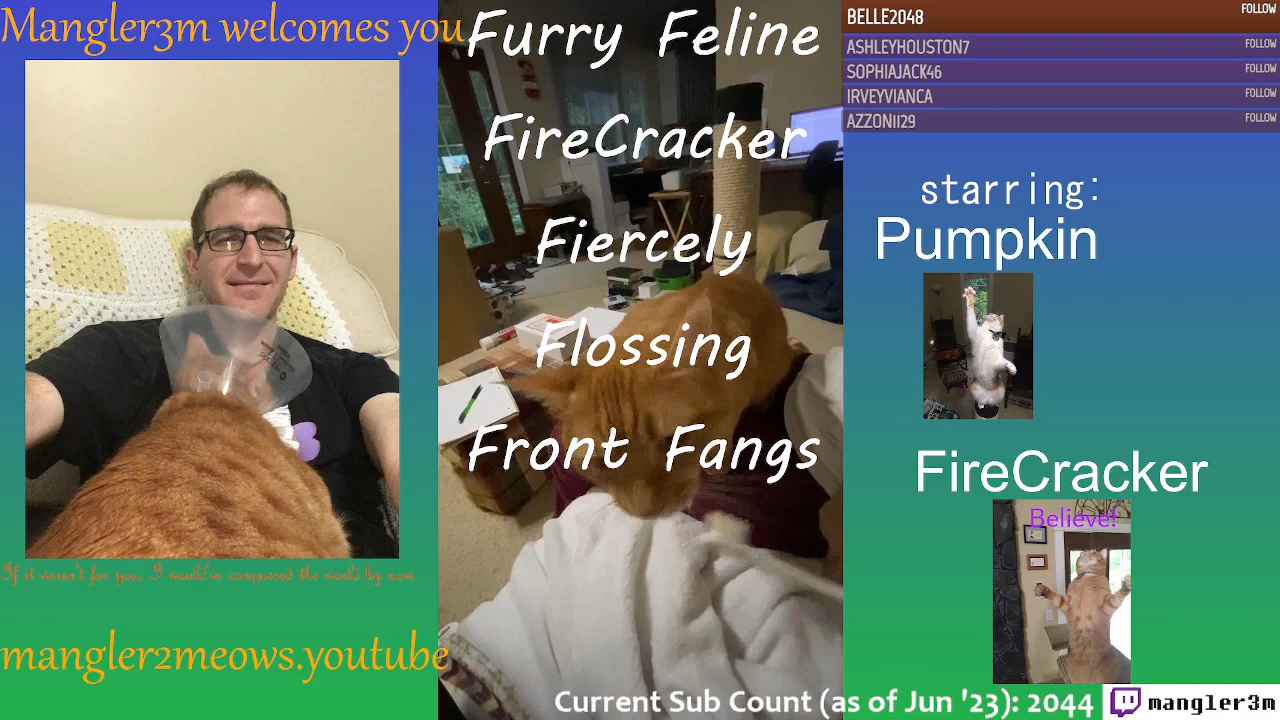 Mangler3m welcomes you
If it weren't for you, I would've conquered the world by now.
mangler2meows.youtube
Furry Feline
FireCracker
Fiercely
Flossing
Front Fangs
BELLE2048 FOLLOW
ASHLEYHOUSTON7 FOLLOW
SOPHIAJACK46 FOLLOW
IRVEYVIANCA FOLLOW
AZZONII29 FOLLOW
starring:
Pumpkin
FireCracker
Believe!
Current Sub Count (as of Jun '23): 2044
mangler3m